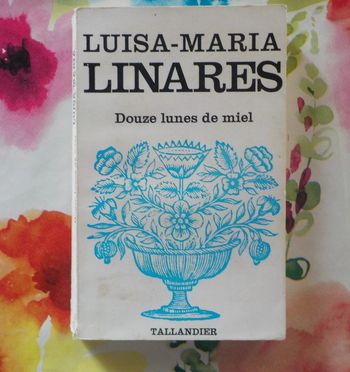 LUISA-MARIA
LINARES
Douze lunes de miel
TALLANDIER